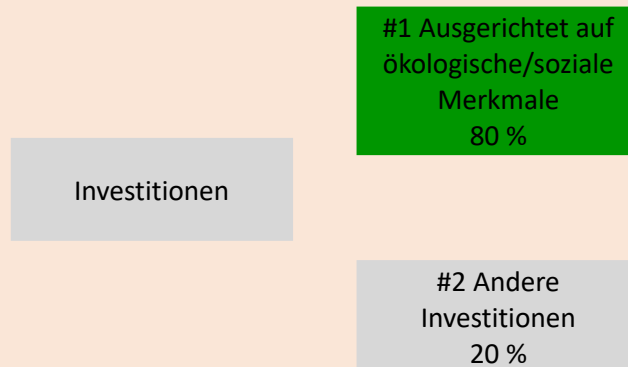 #1 Ausgerichtet auf
ökologische/soziale
Merkmale
80 %
Investitionen
#2 Andere
Investitionen
20 %